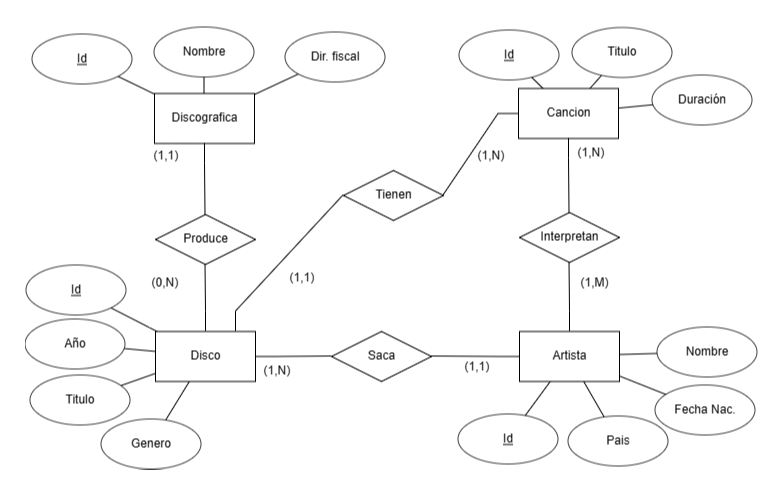 Id
Nombre
Dir. fiscal
Discografica
(1,1)
Produce
(0,N)
Id
Titulo
Duración
Cancion
(1,N)
(1,N)
Tienen
(1,1)
Interpretan
(1,M)
Id
Año
Titulo
Genero
Disco
(1,N)
Saca
(1,1)
Artista
Nombre
Fecha Nac.
Id
Pais